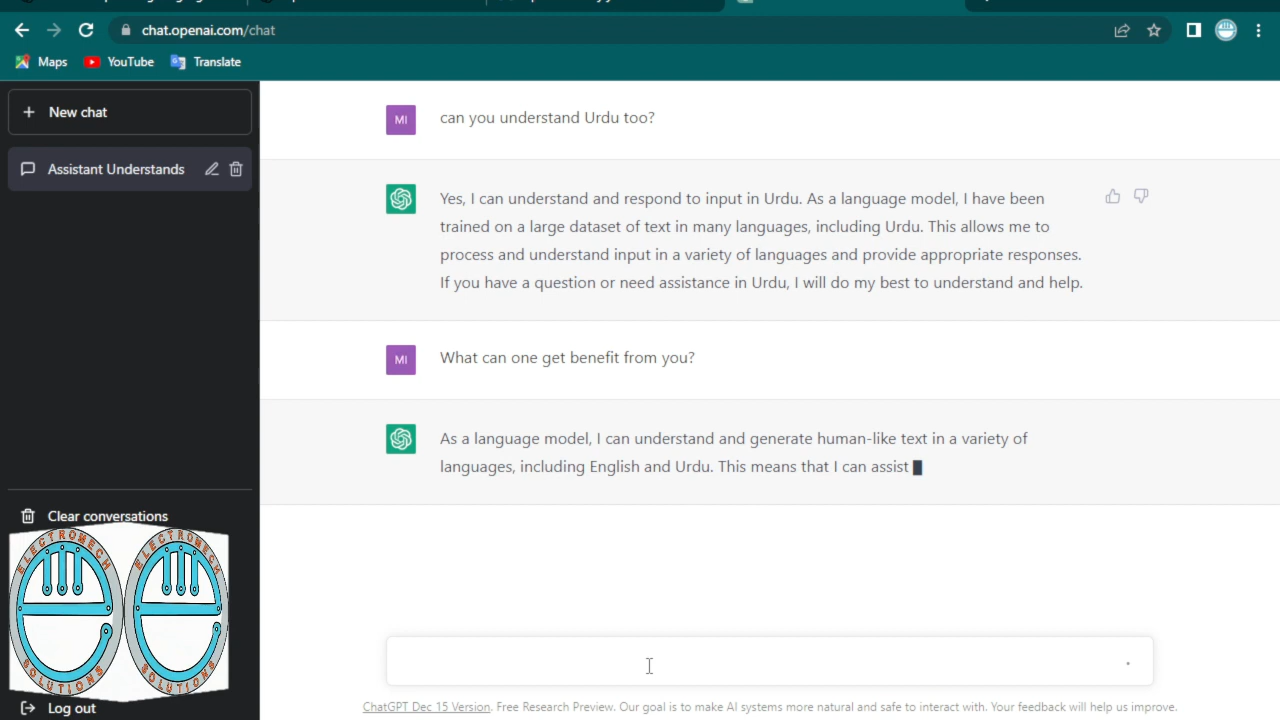 chat.openai.com/chat
Maps YouTube Translate
New chat
Assistant Understands
Clear conversations
ELECTROMECH SOLUTIONS
ELECTROMECH SOLUTIONS
Log out
MI
can you understand Urdu too?
Yes, I can understand and respond to input in Urdu. As a language model, I have been
trained on a large dataset of text in many languages, including Urdu. This allows me to
process and understand input in a variety of languages and provide appropriate responses.
If you have a question or need assistance in Urdu, I will do my best to understand and help.
MI
What can one get benefit from you?
As a language model, I can understand and generate human-like text in a variety of
languages, including English and Urdu. This means that I can assist
ChatGPT Dec 15 Version. Free Research Preview. Our goal is to make AI systems more natural and safe to interact with. Your feedback will help us improve.